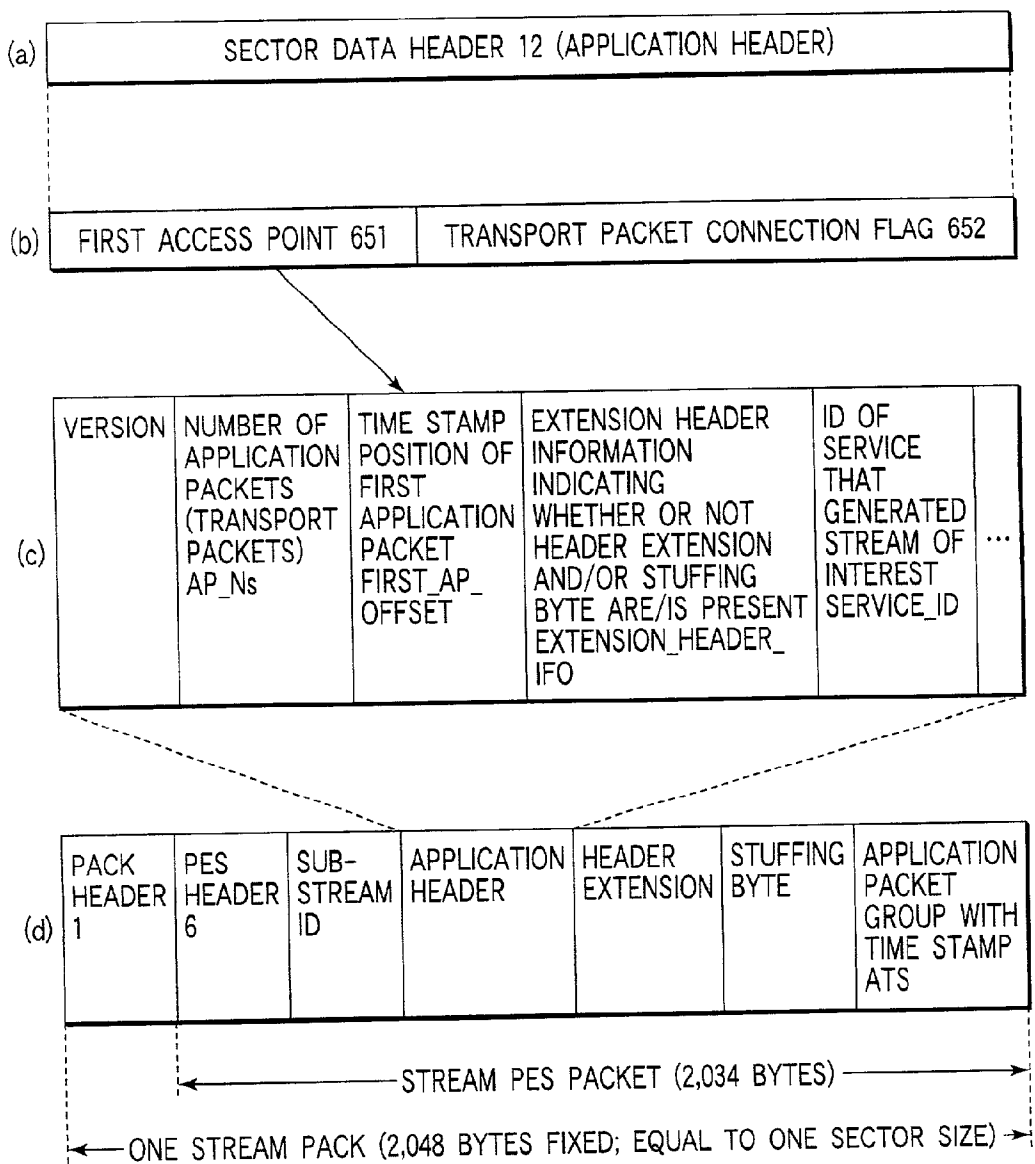 (a) SECTOR DATA HEADER 12 (APPLICATION HEADER)
(b) FIRST ACCESS POINT 651
TRANSPORT PACKET CONNECTION FLAG 652
(c)
VERSION
NUMBER OF
APPLICATION
PACKETS
(TRANSPORT
PACKETS)
AP_Ns
TIME STAMP
POSITION OF
FIRST
APPLICATION
PACKET
FIRST_AP_
OFFSET
EXTENSION HEADER
INFORMATION
INDICATING
WHETHER OR NOT
HEADER EXTENSION
AND/OR STUFFING
BYTE ARE/IS PRESENT
EXTENSION_HEADER_
IFO
ID OF
SERVICE
THAT
GENERATED
STREAM OF
INTEREST
SERVICE_ID
...
(d)
PACK
HEADER
1
PES
HEADER
6
SUB-
STREAM
ID
APPLICATION
HEADER
HEADER
EXTENSION
STUFFING
BYTE
APPLICATION
PACKET
GROUP WITH
TIME STAMP
ATS
STREAM PES PACKET (2,034 BYTES)
ONE STREAM PACK (2,048 BYTES FIXED; EQUAL TO ONE SECTOR SIZE)